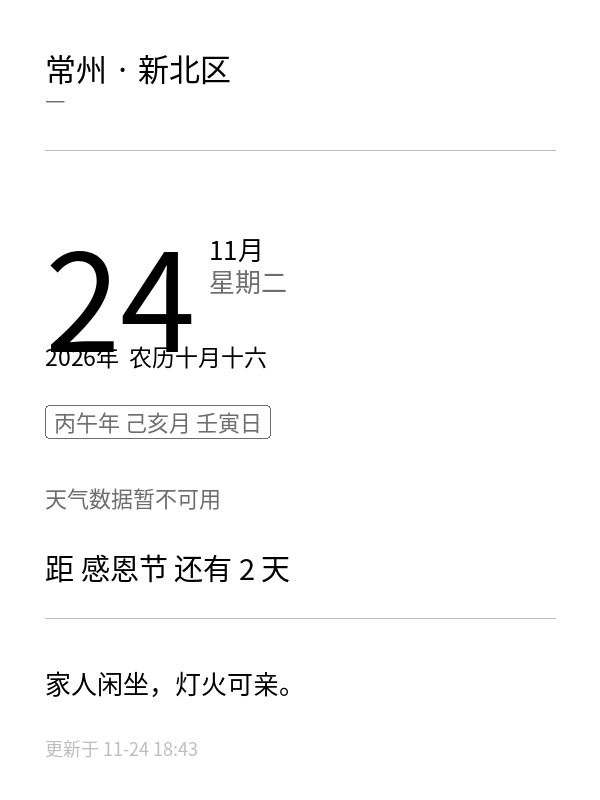 常州 · 新北区
—
24
11月
星期二
2026年 农历十月十六
丙午年 己亥月 壬寅日
天气数据暂不可用
距 感恩节 还有 2 天
家人闲坐，灯火可亲。
更新于 11-24 18:43